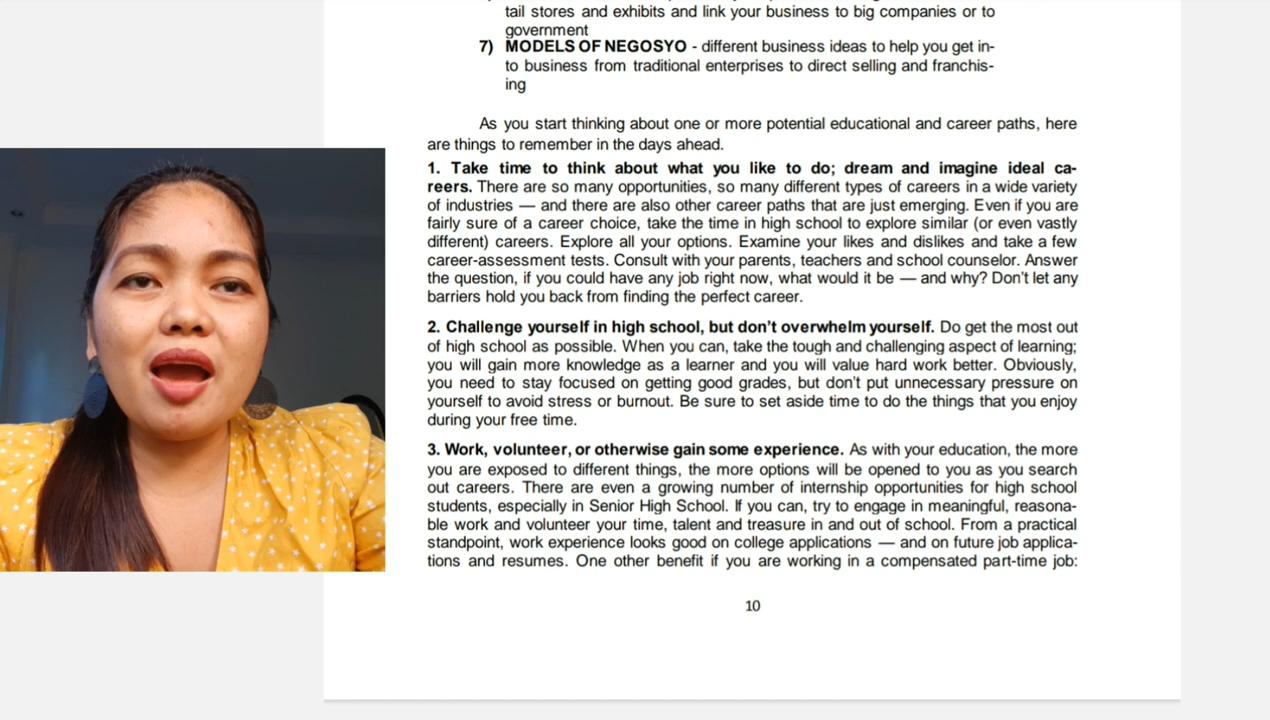 tail stores and exhibits and link your business to big companies or to
government
7) MODELS OF NEGOSYO - different business ideas to help you get in-
to business from traditional enterprises to direct selling and franchis-
ing
As you start thinking about one or more potential educational and career paths, here
are things to remember in the days ahead.
1. Take time to think about what you like to do; dream and imagine ideal ca-
reers. There are so many opportunities, so many different types of careers in a wide variety
of industries — and there are also other career paths that are just emerging. Even if you are
fairly sure of a career choice, take the time in high school to explore similar (or even vastly
different) careers. Explore all your options. Examine your likes and dislikes and take a few
career-assessment tests. Consult with your parents, teachers and school counselor. Answer
the question, if you could have any job right now, what would it be — and why? Don't let any
barriers hold you back from finding the perfect career.
2. Challenge yourself in high school, but don't overwhelm yourself. Do get the most out
of high school as possible. When you can, take the tough and challenging aspect of learning;
you will gain more knowledge as a learner and you will value hard work better. Obviously,
you need to stay focused on getting good grades, but don't put unnecessary pressure on
yourself to avoid stress or burnout. Be sure to set aside time to do the things that you enjoy
during your free time.
3. Work, volunteer, or otherwise gain some experience. As with your education, the more
you are exposed to different things, the more options will be opened to you as you search
out careers. There are even a growing number of internship opportunities for high school
students, especially in Senior High School. If you can, try to engage in meaningful, reasona-
ble work and volunteer your time, talent and treasure in and out of school. From a practical
standpoint, work experience looks good on college applications — and on future job applica-
tions and resumes. One other benefit if you are working in a compensated part-time job:
10